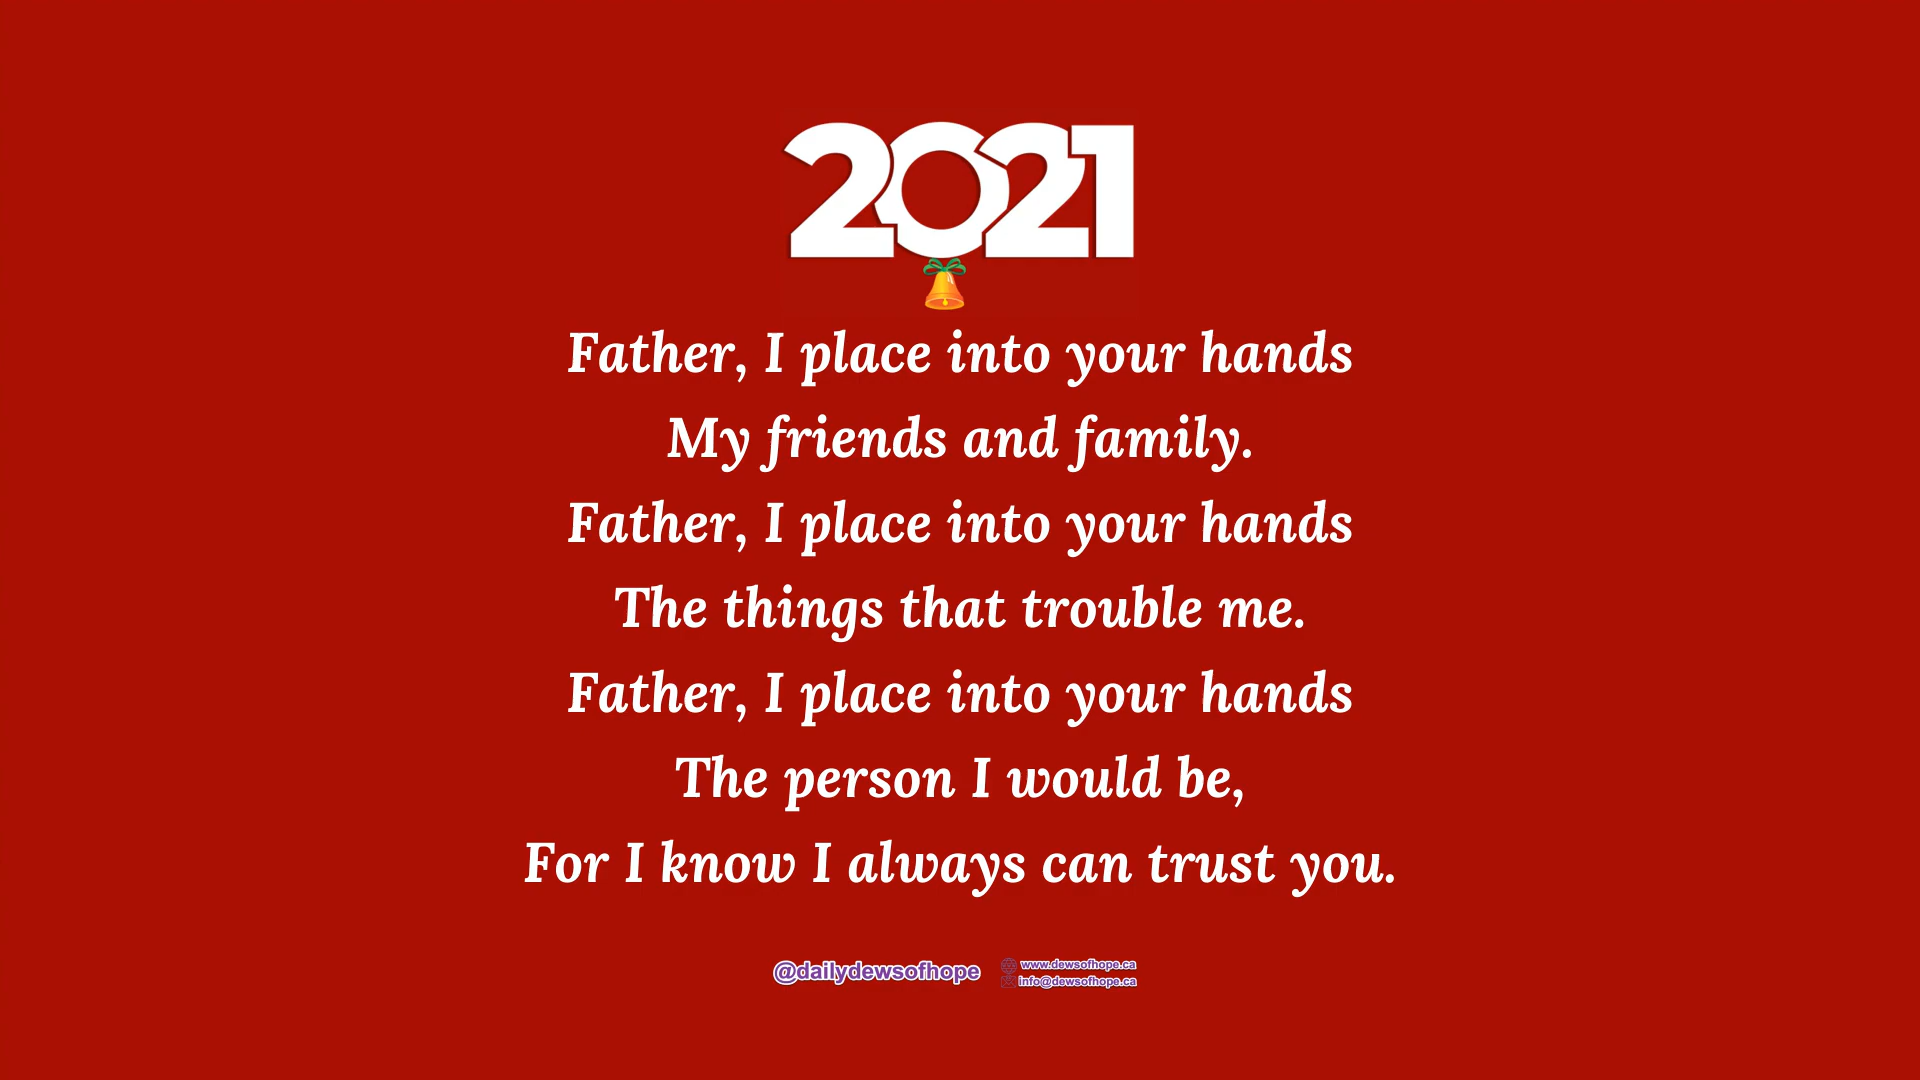 2021
Father, I place into your hands
My friends and family.
Father, I place into your hands
The things that trouble me.
Father, I place into your hands
The person I would be,
For I know I always can trust you.
@dailydewsofhope
www.dewsofhope.ca
info@dewsofhope.ca